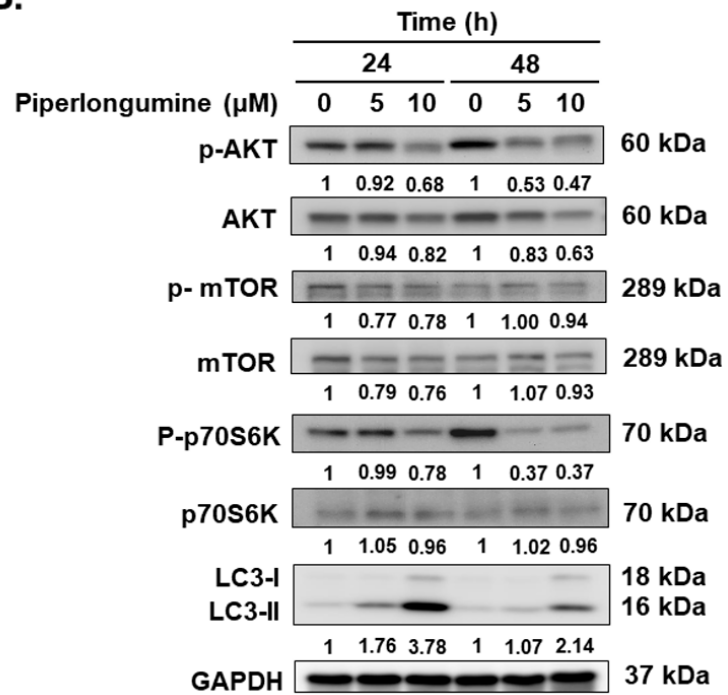 Time (h)
24 48
Piperlongumine (µM) 0 5 10 0 5 10
p-AKT 60 kDa
1 0.92 0.68 1 0.53 0.47
AKT 60 kDa
1 0.94 0.82 1 0.83 0.63
p- mTOR 289 kDa
1 0.77 0.78 1 1.00 0.94
mTOR 289 kDa
1 0.79 0.76 1 1.07 0.93
P-p70S6K 70 kDa
1 0.99 0.78 1 0.37 0.37
p70S6K 70 kDa
1 1.05 0.96 1 1.02 0.96
LC3-I 18 kDa
LC3-II 16 kDa
1 1.76 3.78 1 1.07 2.14
GAPDH 37 kDa